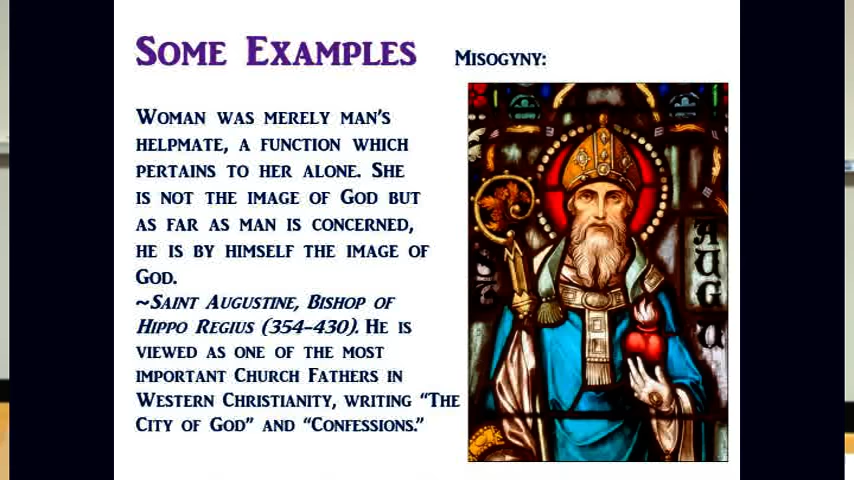 Some Examples
Misogyny:
Woman was merely man's
helpmate, a function which
pertains to her alone. She
is not the image of God but
as far as man is concerned,
he is by himself the image of
God.
~Saint Augustine, Bishop of
Hippo Regius (354-430). He is
viewed as one of the most
important Church Fathers in
Western Christianity, writing "The
City of God" and "Confessions."
AUGU